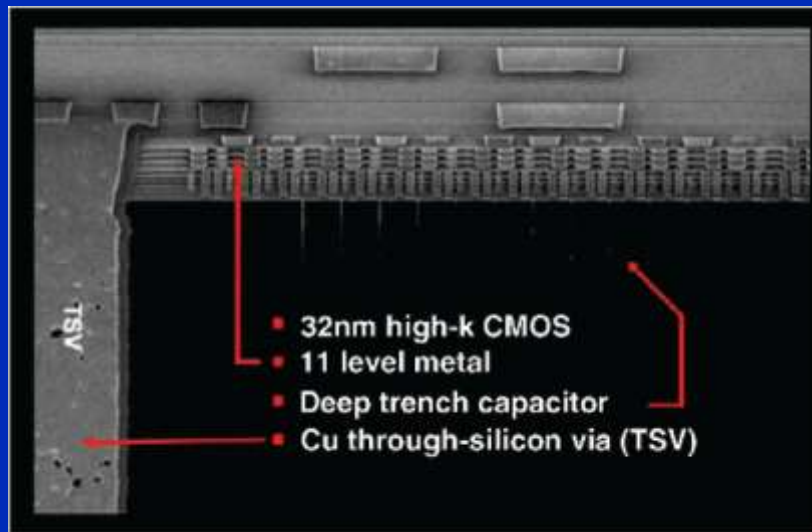 TSV
32nm high-k CMOS
11 level metal
Deep trench capacitor
Cu through-silicon via (TSV)